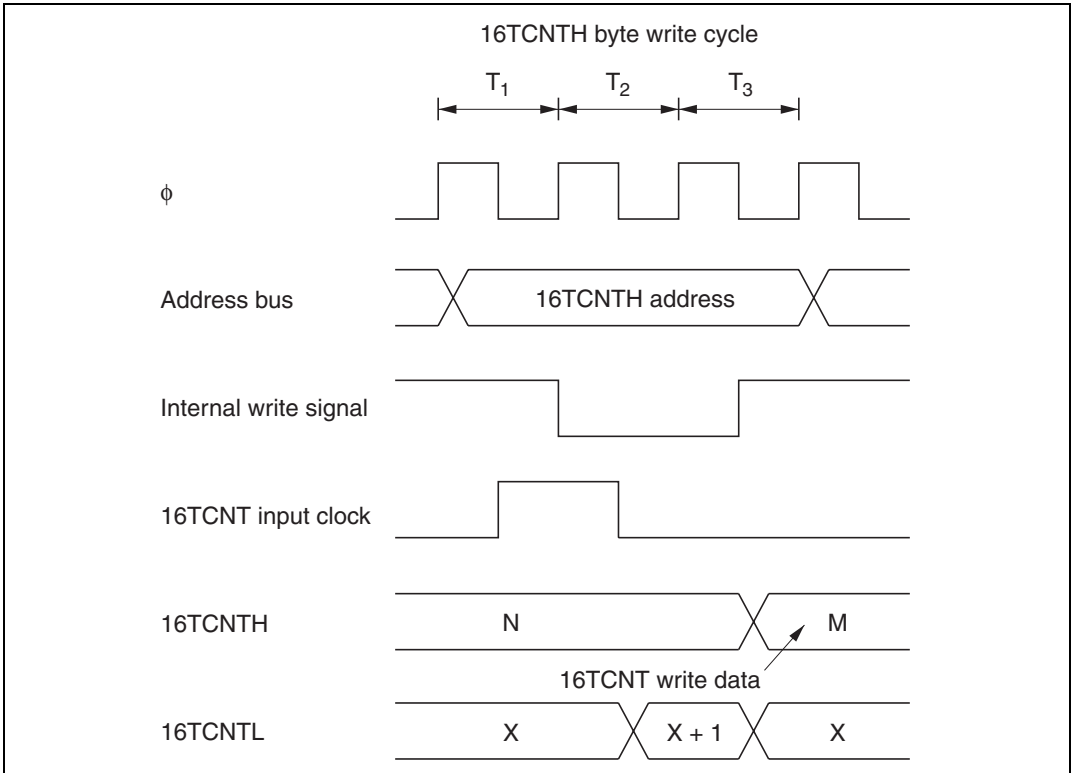 16TCNTH byte write cycle
T1 T2 T3
φ
Address bus 16TCNTH address
Internal write signal
16TCNT input clock
16TCNTH N M
16TCNT write data
16TCNTL X X + 1 X